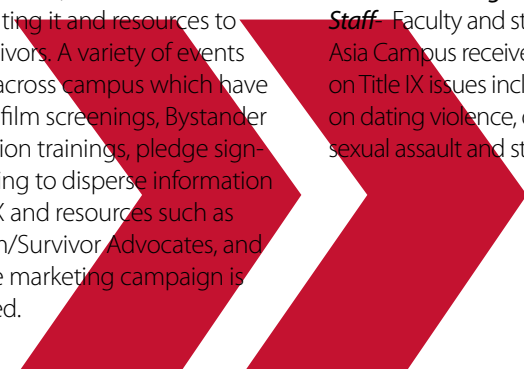 ting it and resources to
ivors. A variety of events
across campus which have
film screenings, Bystander
ion trainings, pledge sign-
ing to disperse information
X and resources such as
n/Survivor Advocates, and
e marketing campaign is
ed.
Staff- Faculty and st
Asia Campus receive
on Title IX issues incl
on dating violence, 
sexual assault and st